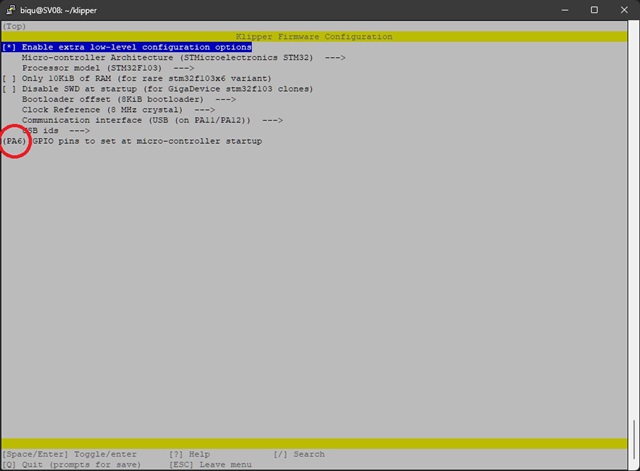 biqu@SV08: ~/klipper
(Top)
Klipper Firmware Configuration
[*] Enable extra low-level configuration options
Micro-controller Architecture (STMicroelectronics STM32) --->
Processor model (STM32F103) --->
[ ] Only 10KiB of RAM (for rare stm32f103x6 variant)
[ ] Disable SWD at startup (for GigaDevice stm32f103 clones)
Bootloader offset (8KiB bootloader) --->
Clock Reference (8 MHz crystal) --->
Communication interface (USB (on PA11/PA12)) --->
USB ids --->
(PA6) GPIO pins to set at micro-controller startup
[Space/Enter] Toggle/enter [?] Help [/] Search
[Q] Quit (prompts for save) [ESC] Leave menu